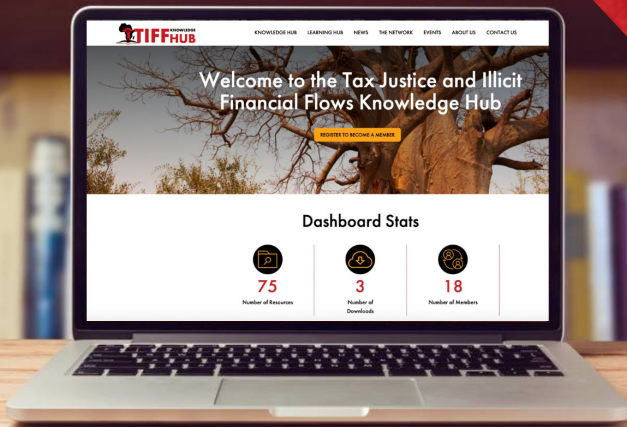 TIFF KNOWLEDGE
HUB
KNOWLEDGE HUB LEARNING HUB NEWS THE NETWORK EVENTS ABOUT US CONTACT US
Welcome to the Tax Justice and Illicit
Financial Flows Knowledge Hub
REGISTER TO BECOME A MEMBER
Dashboard Stats
75 3 18
Number of Resources Number of Number of Members
Downloads